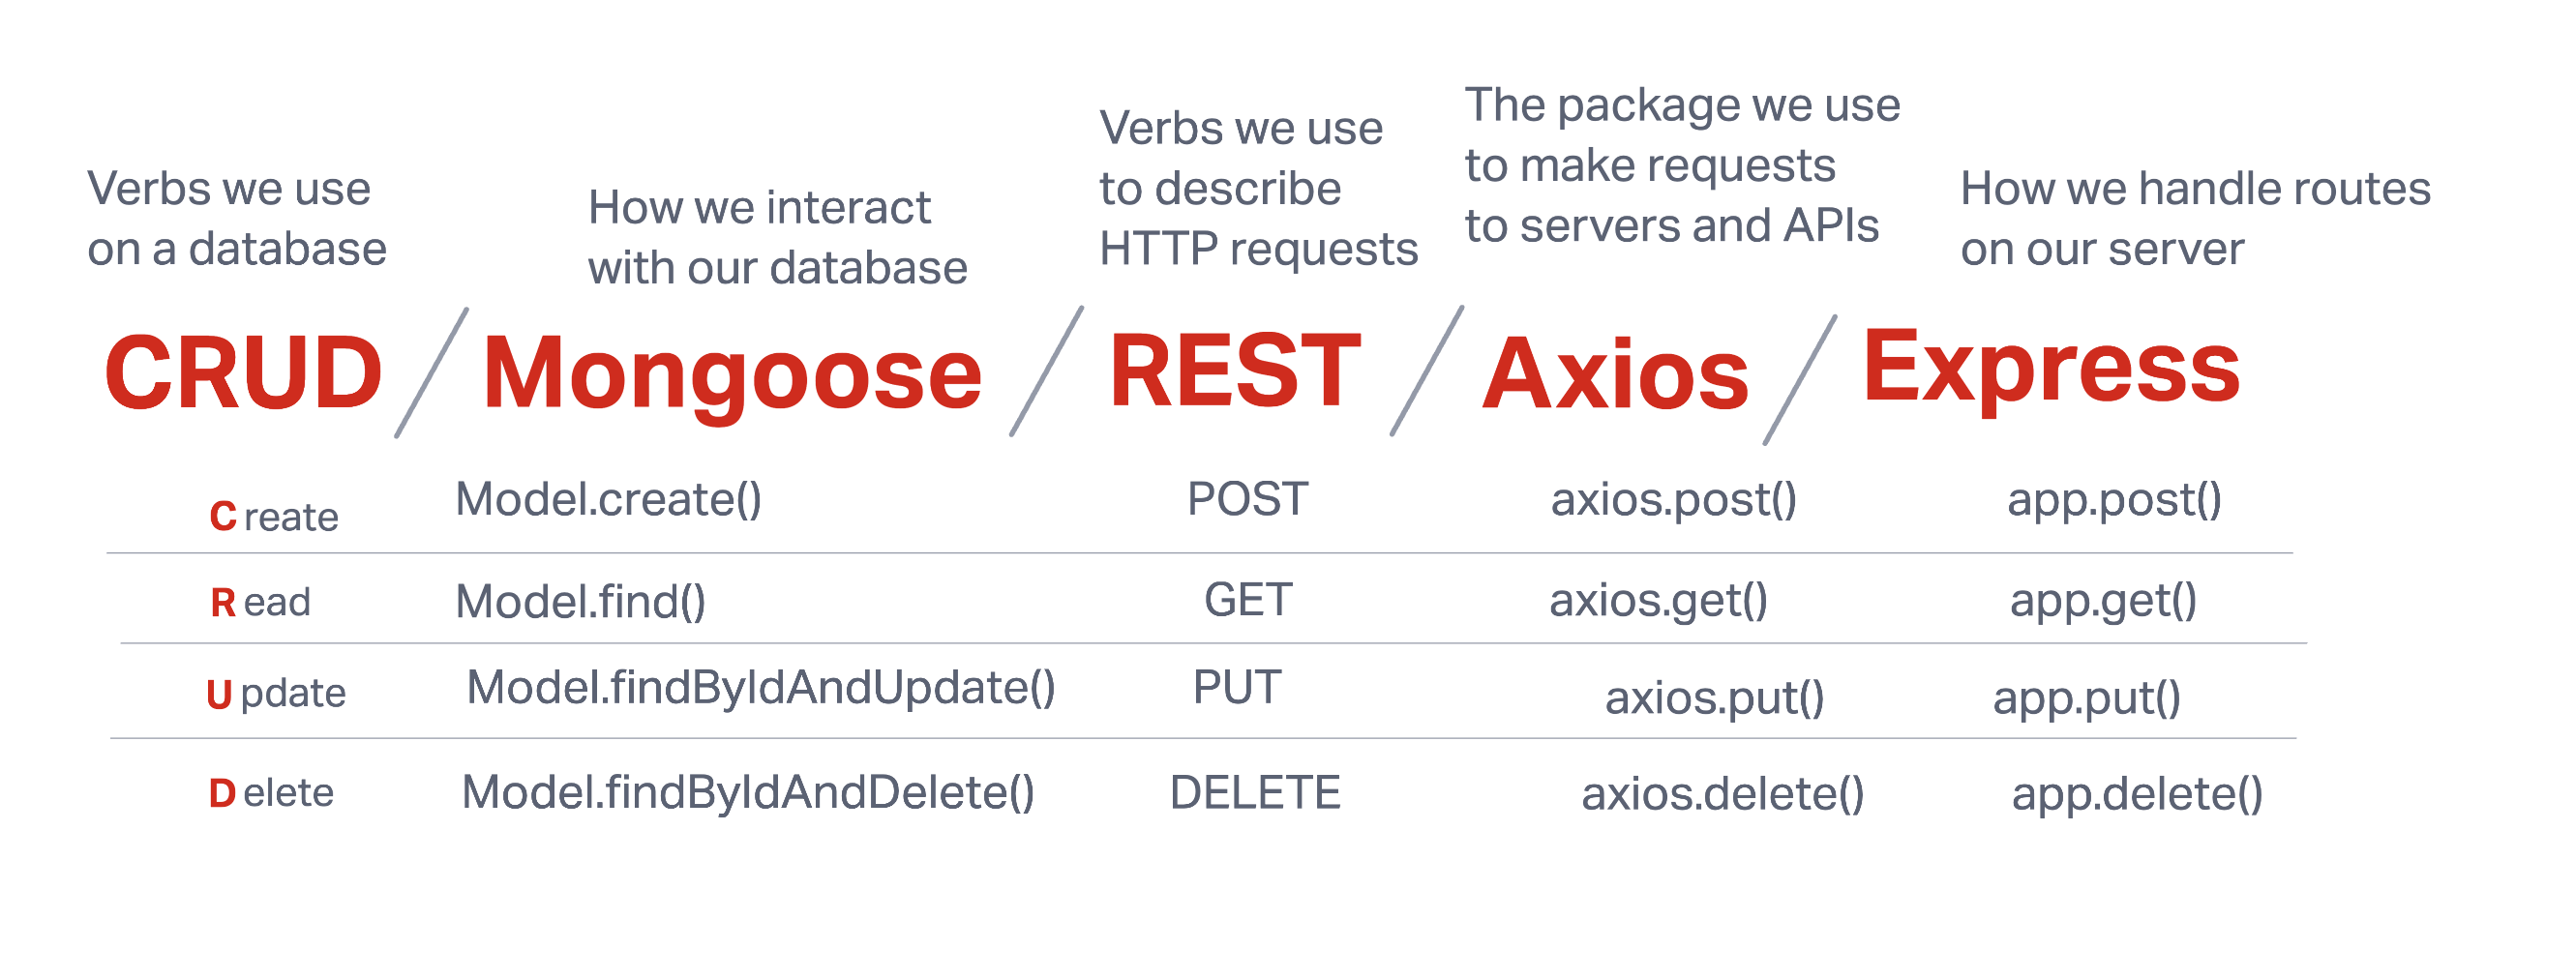 Verbs we use
on a database
How we interact
with our database
Verbs we use
to describe
HTTP requests
The package we use
to make requests
to servers and APIs
How we handle routes
on our server
CRUD / Mongoose / REST / Axios / Express
Create Model.create() POST axios.post() app.post()
Read Model.find() GET axios.get() app.get()
Update Model.findByIdAndUpdate() PUT axios.put() app.put()
Delete Model.findByIdAndDelete() DELETE axios.delete() app.delete()